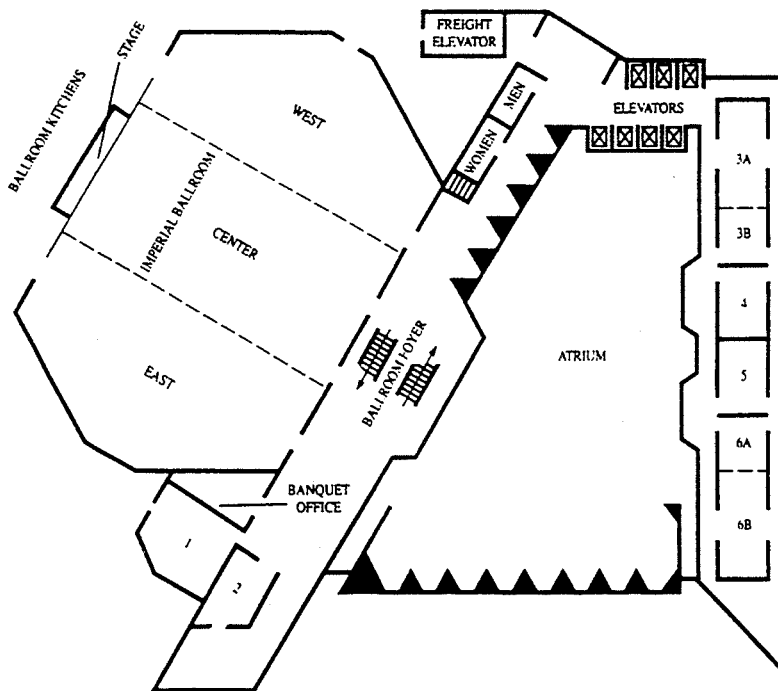 FREIGHT
ELEVATOR
STAGE
BALLROOM KITCHENS
WEST
MEN
WOMEN
ELEVATORS
3A
IMPERIAL BALLROOM
CENTER
3B
4
BALLROOM FOYER
ATRIUM
EAST
5
6A
BANQUET
OFFICE
6B
1
2